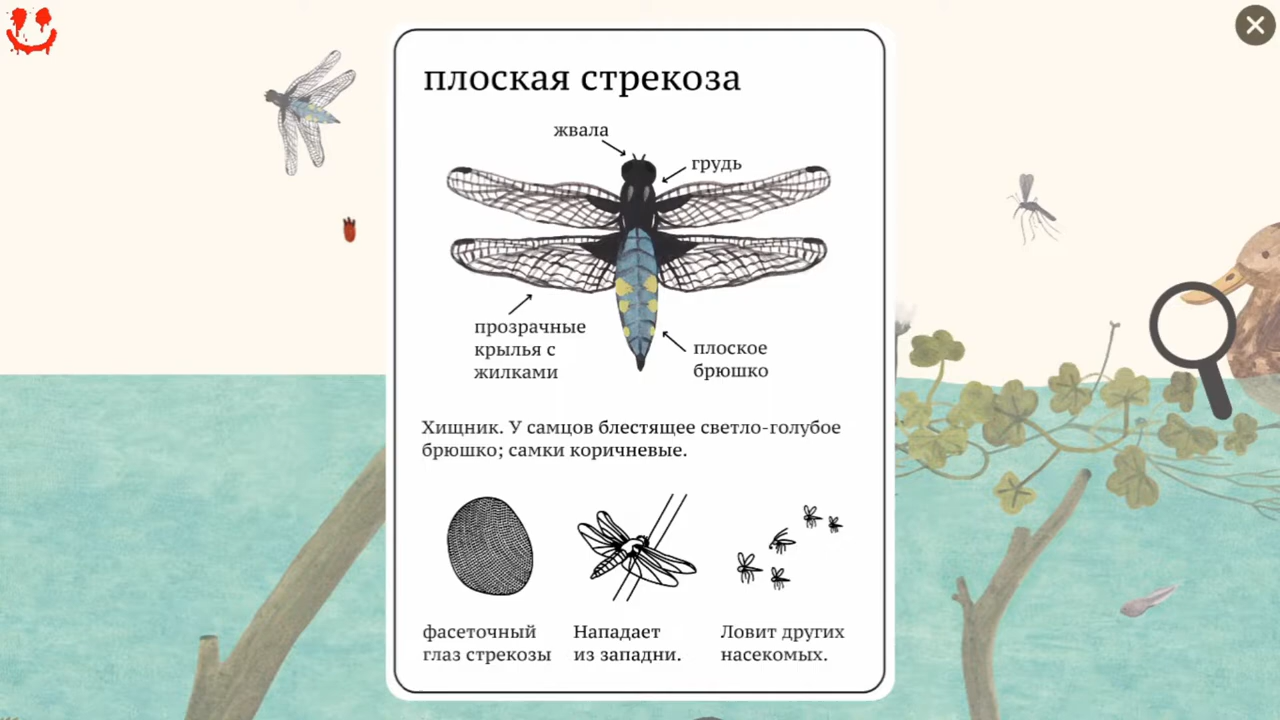 плоская стрекоза
жвала
грудь
прозрачные
крылья с
жилками
плоское
брюшко
Хищник. У самцов блестящее светло-голубое
брюшко; самки коричневые.
фасеточный
глаз стрекозы
Нападает
из западни.
Ловит других
насекомых.